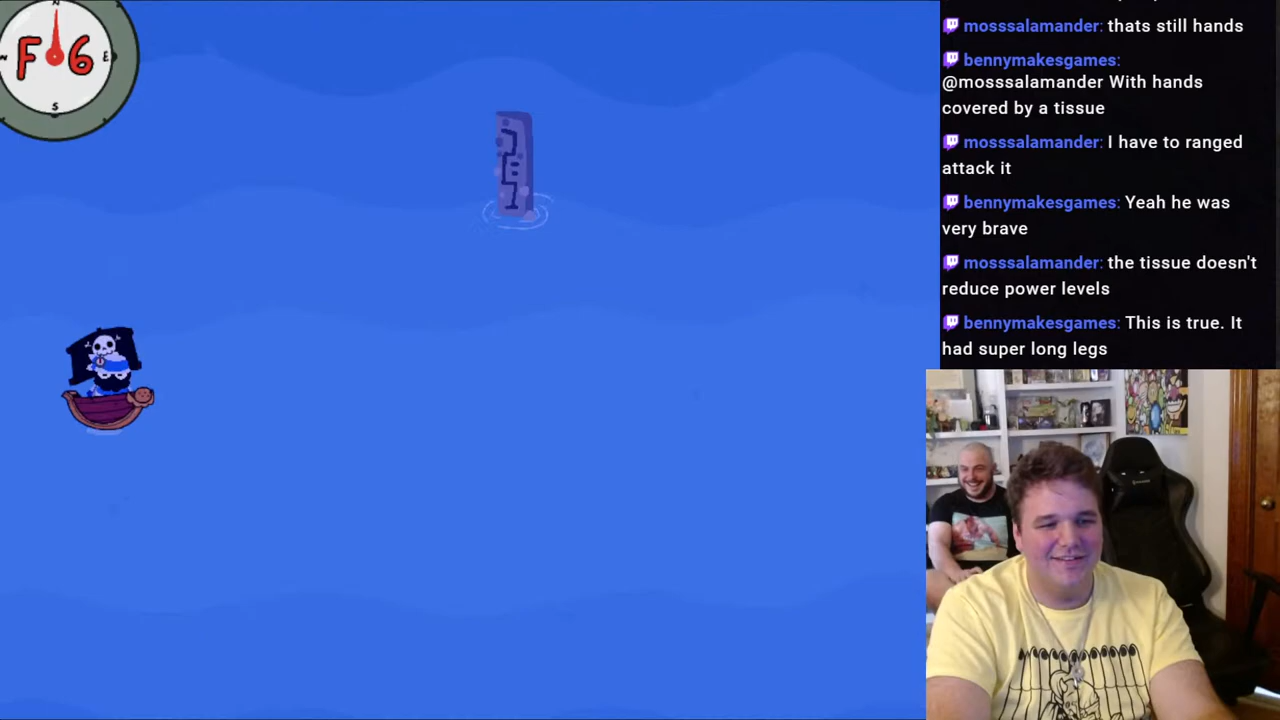 N
F 6
E
S
mosssalamander: thats still hands
bennymakesgames:
@mosssalamander With hands
covered by a tissue
mosssalamander: I have to ranged
attack it
bennymakesgames: Yeah he was
very brave
mosssalamander: the tissue doesn't
reduce power levels
bennymakesgames: This is true. It
had super long legs